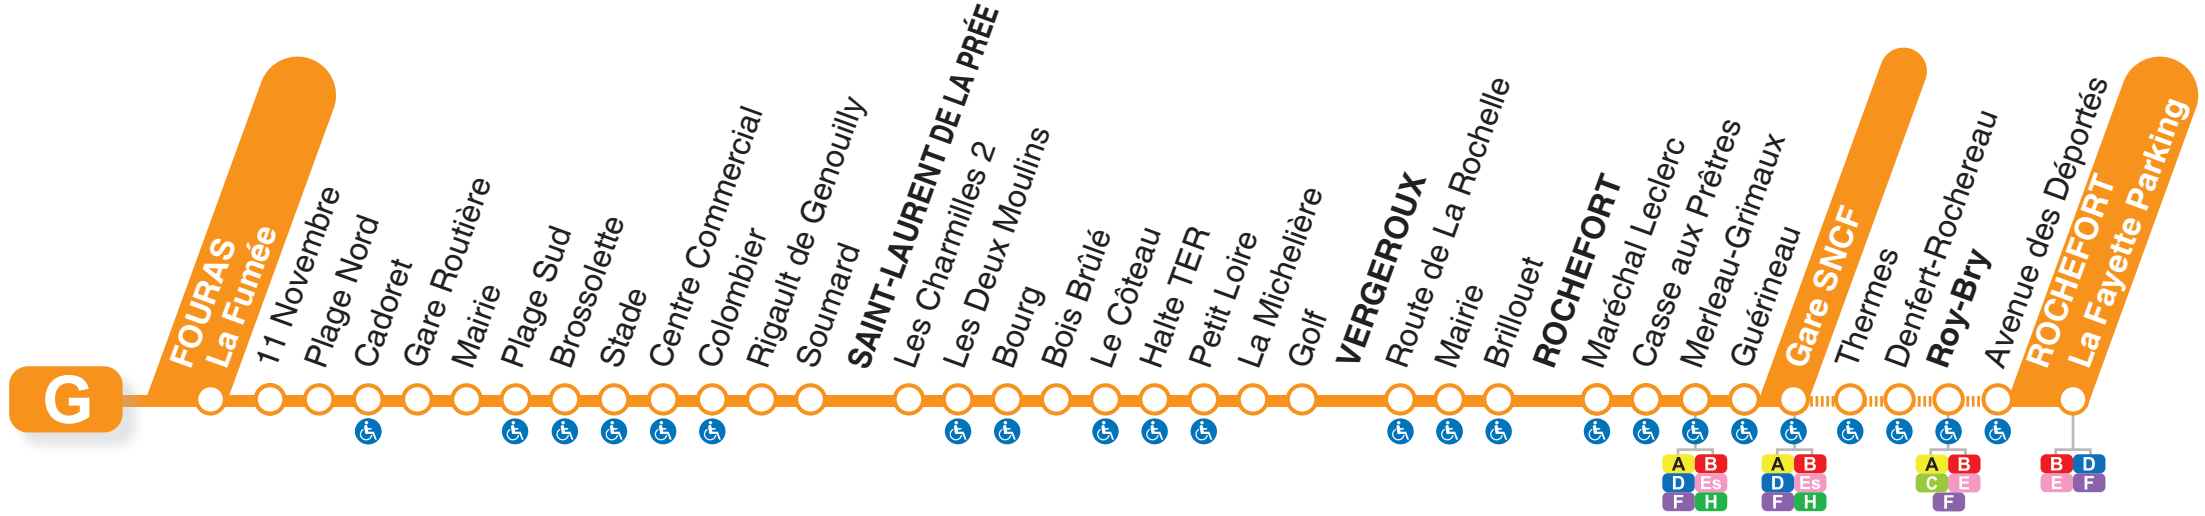 G
FOURAS
La Fumée
11 Novembre
Plage Nord
Cadoret
Gare Routière
Mairie
Plage Sud
Brossolette
Stade
Centre Commercial
Colombier
Rigault de Genouilly
Soumard
SAINT-LAURENT DE LA PRÉE
Les Charmilles 2
Les Deux Moulins
Bourg
Bois Brûlé
Le Côteau
Halte TER
Petit Loire
La Michelière
Golf
VERGEROUX
Route de La Rochelle
Mairie
Brillouet
ROCHEFORT
Maréchal Leclerc
Casse aux Prêtres
Merleau-Grimaux
Guérineau
Gare SNCF
Thermes
Denfert-Rochereau
Roy-Bry
Avenue des Déportés
ROCHEFORT
La Fayette Parking
A B
D Es
F H
A B
D Es
F H
A B
C E
F
B D
E F